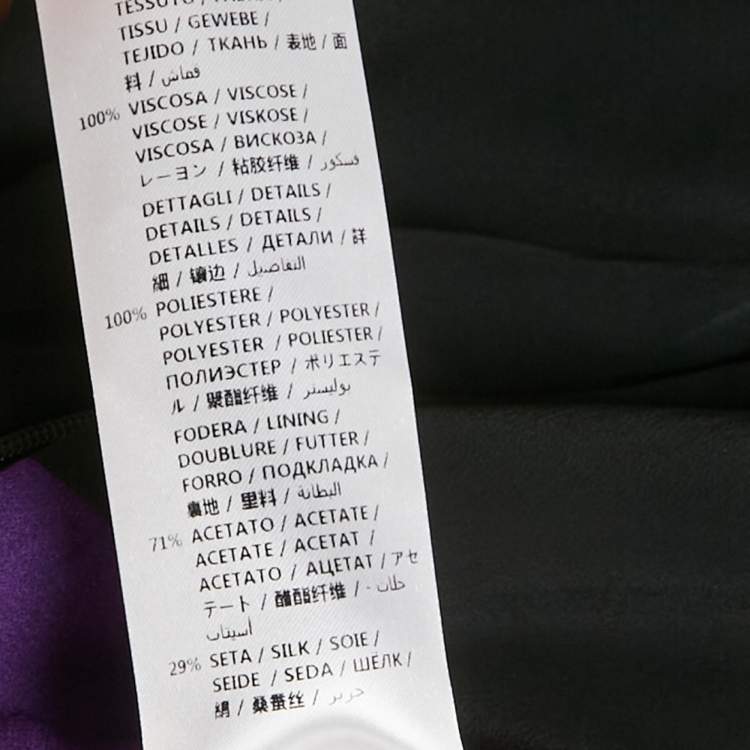 TESSUTO /
TISSU / GEWEBE /
TEJIDO / ТКАНЬ / 表地 / 面
料 / قماش
100% VISCOSA / VISCOSE /
VISCOSE / VISKOSE /
VISCOSA / ВИСКОЗА /
レーヨン / 粘胶纤维 / فسكور
DETTAGLI / DETAILS /
DETAILS / DETAILS /
DETALLES / ДЕТАЛИ / 詳
細 / 镶边 / التفاصيل
100% POLIESTERE /
POLYESTER / POLYESTER /
POLYESTER / POLIESTER /
ПОЛИЭСТЕР / ポリエステ
ル / 聚酯纤维 / بوليستر
FODERA / LINING /
DOUBLURE / FUTTER /
FORRO / ПОДКЛАДКА /
裏地 / 里料 / البطانة
71% ACETATO / ACETATE /
ACETATE / ACETAT /
ACETATO / АЦЕТАТ / アセ
テート / 醋酯纤维 / خلات -
أسيتات
29% SETA / SILK / SOIE /
SEIDE / SEDA / ШЁЛК /
絹 / 桑蚕丝 / حرير